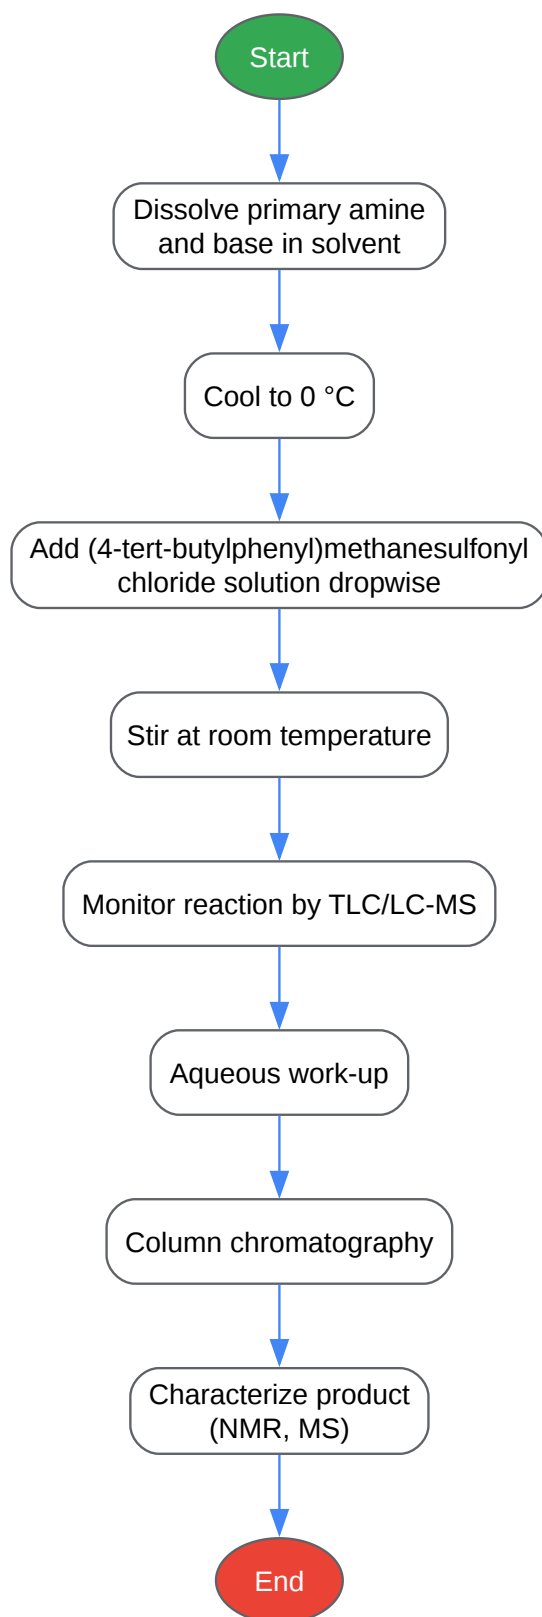 Start
Dissolve primary amine
and base in solvent
Cool to 0 °C
Add (4-tert-butylphenyl)methanesulfonyl
chloride solution dropwise
Stir at room temperature
Monitor reaction by TLC/LC-MS
Aqueous work-up
Column chromatography
Characterize product
(NMR, MS)
End